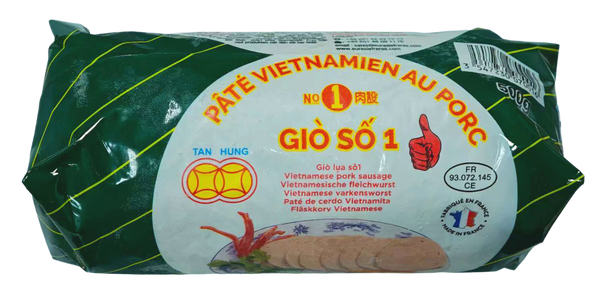 PÂTÉ VIETNAMIEN AU PORC
No 1 肉設
GIÒ SỐ 1
TAN HUNG
Giò lụa số1
Vietnamese pork sausage
Vietnamesische fleichwurst
Vietnamese varkensworst
Paté de cerdo Vietnamita
Fläskkorv Vietnamese
FR
93.072.145
CE
FABRIQUÉ EN FRANCE
MADE IN FRANCE
500g